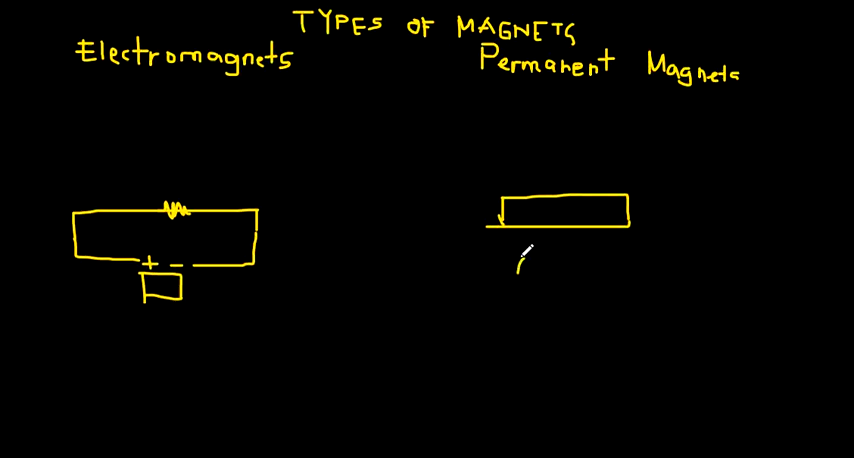 TYPES OF MAGNETS
Electromagnets
Permanent Magnets
+ -